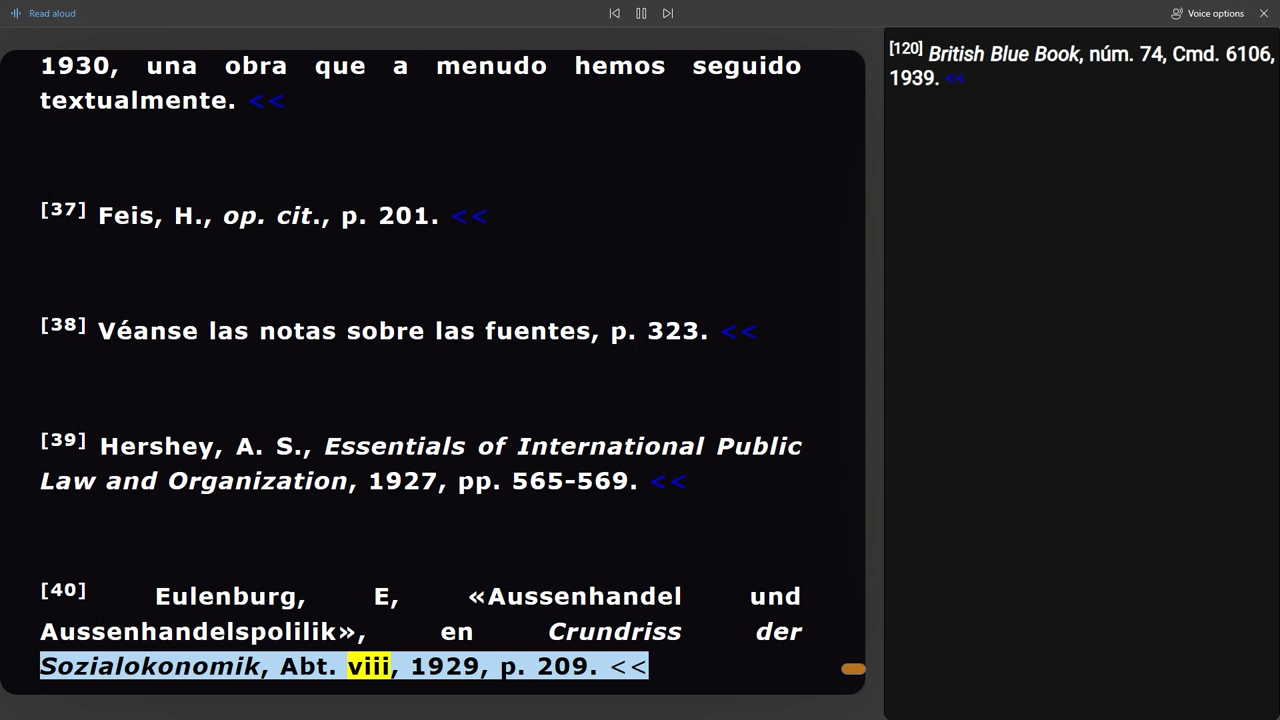 Read aloud
Voice options
1930, una obra que a menudo hemos seguido
textualmente. <<
[37] Feis, H., op. cit., p. 201. <<
[38] Véanse las notas sobre las fuentes, p. 323. <<
[39] Hershey, A. S., Essentials of International Public
Law and Organization, 1927, pp. 565-569. <<
[40] Eulenburg, E, «Aussenhandel und
Aussenhandelspolilik», en Crundriss der
Sozialokonomik, Abt. viii, 1929, p. 209. <<
[120] British Blue Book, núm. 74, Cmd. 6106,
1939. <<